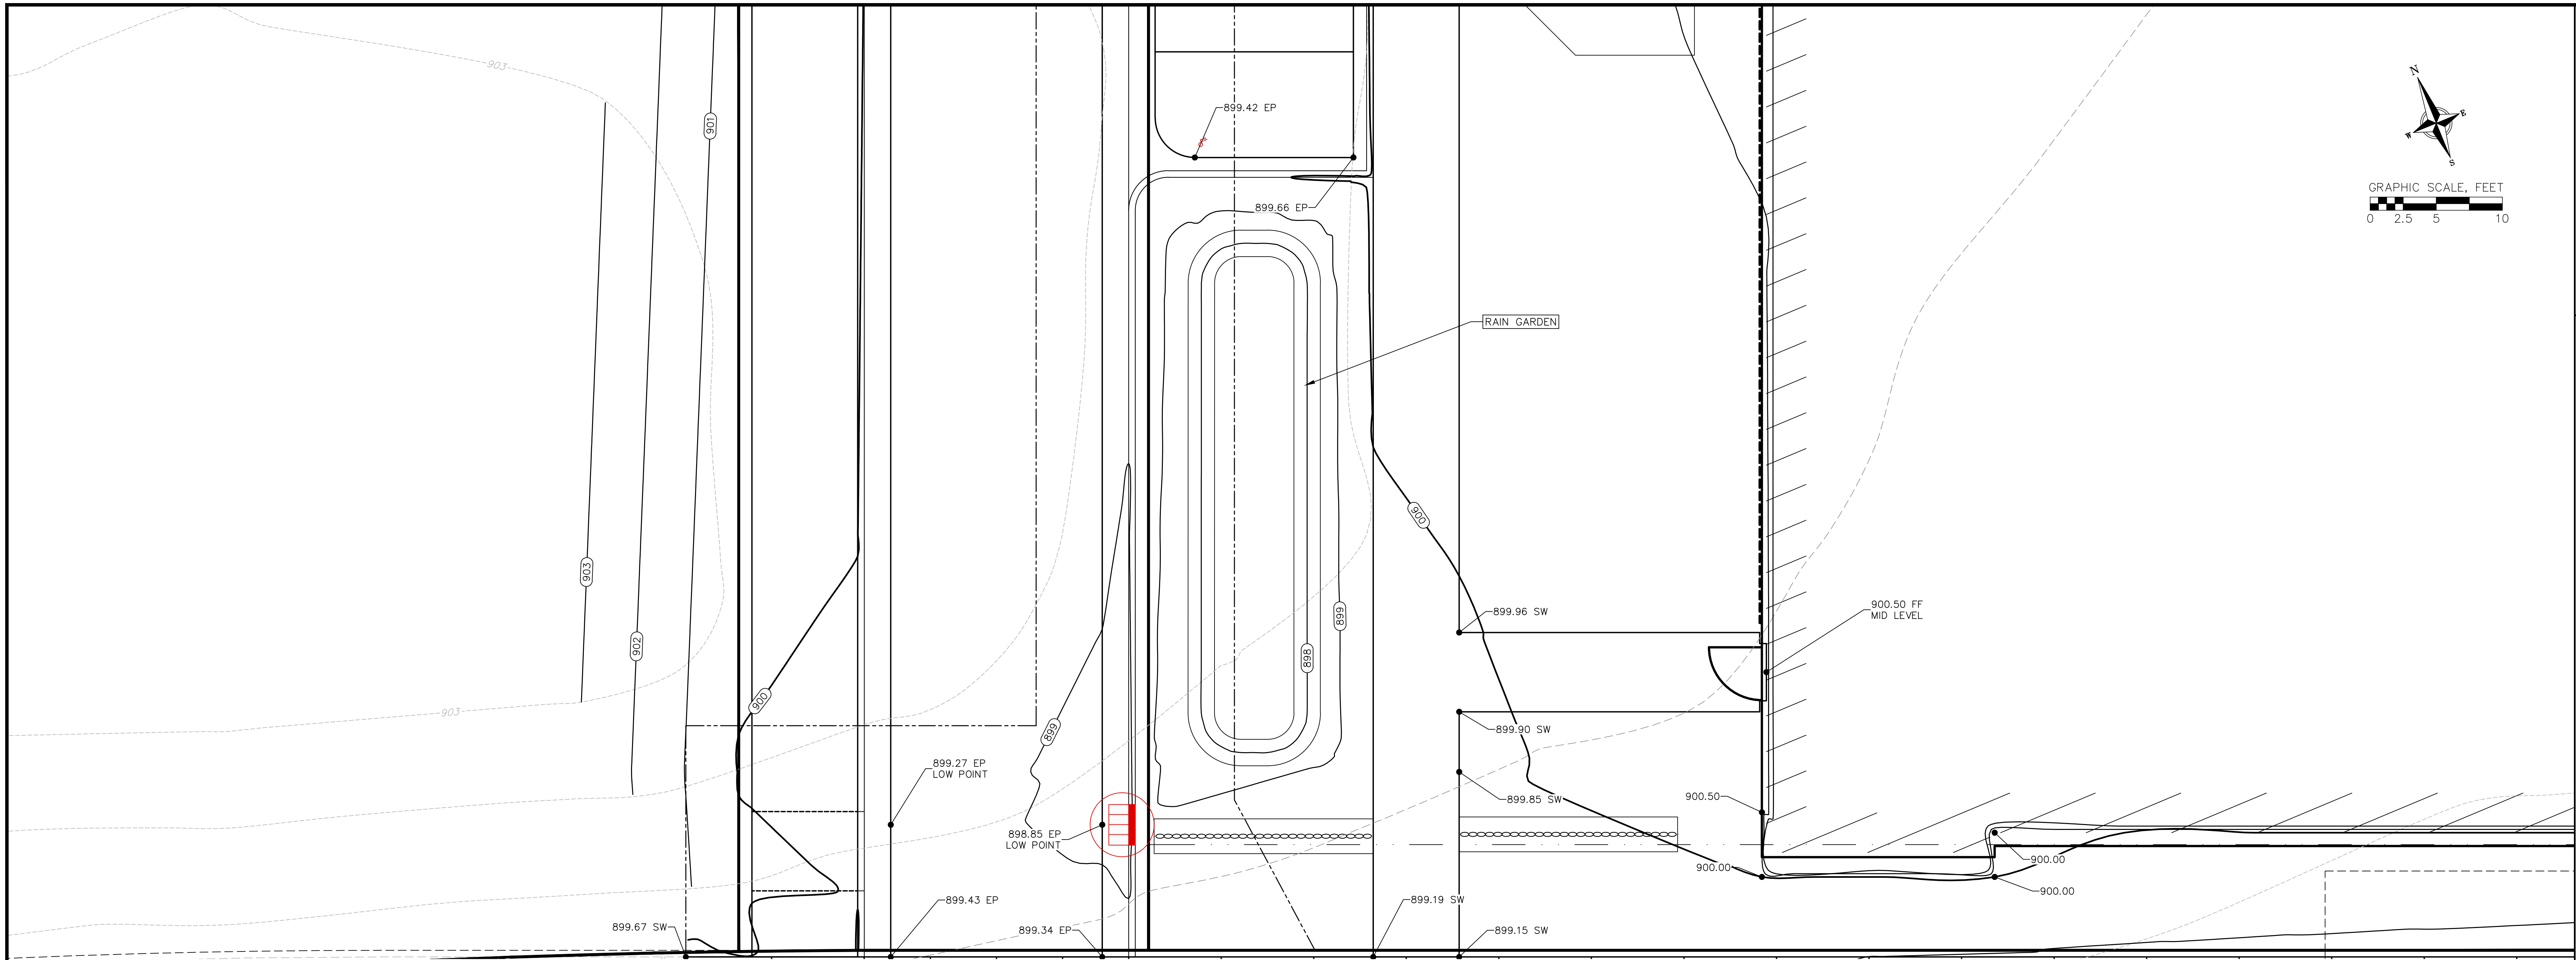 903
901
899.42 EP
N
E
W
S
GRAPHIC SCALE, FEET
0 2.5 5 10
899.66 EP
RAIN GARDEN
900
903
899.96 SW
900.50 FF
MID LEVEL
899
902
898
900
903
899.90 SW
899
899.27 EP
LOW POINT
899.85 SW
900.50
898.85 EP
LOW POINT
900.00
900.00
900.00
899.43 EP
899.19 SW
899.67 SW
899.34 EP
899.15 SW